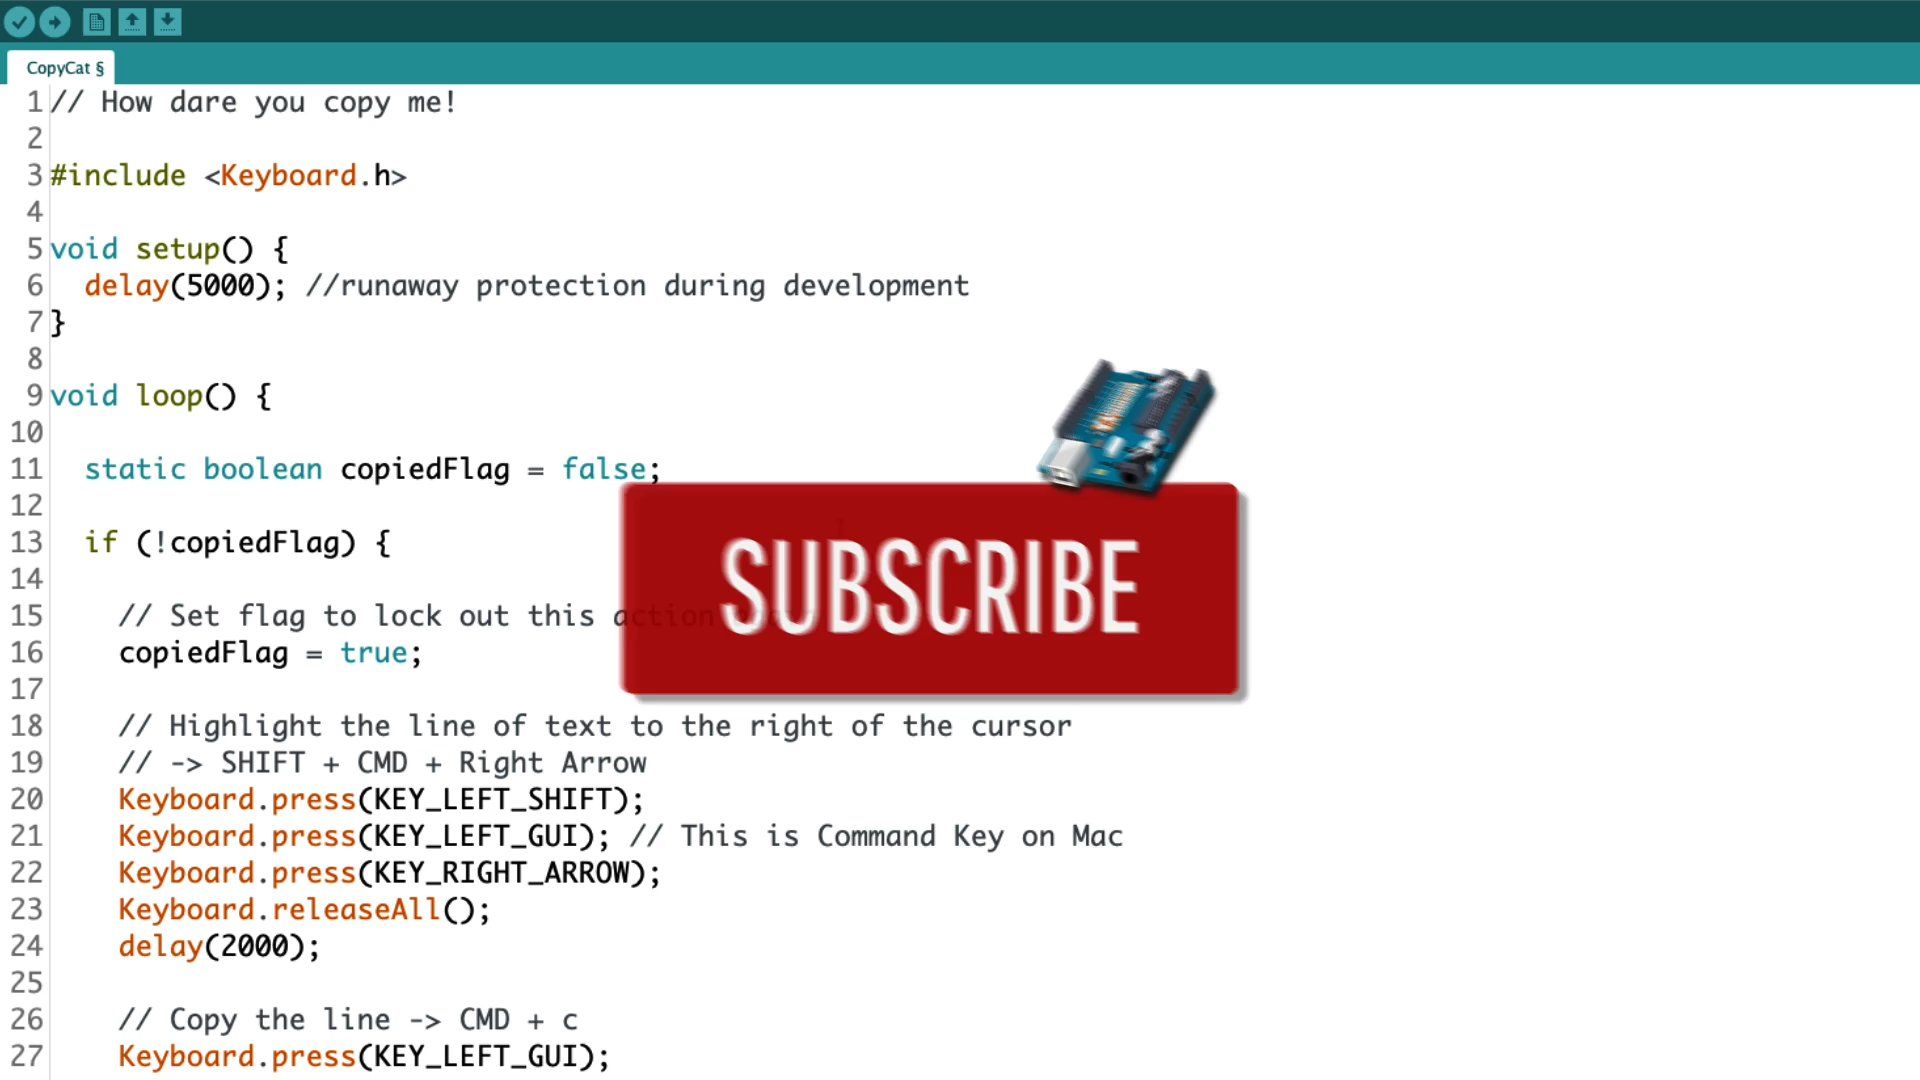 CopyCat §
1 // How dare you copy me!
2
3 #include <Keyboard.h>
4
5 void setup() {
6 delay(5000); //runaway protection during development
7 }
8
9 void loop() {
10
11 static boolean copiedFlag = false;
12
13 if (!copiedFlag) {
14
15 // Set flag to lock out this action
SUBSCRIBE
16 copiedFlag = true;
17
18 // Highlight the line of text to the right of the cursor
19 // -> SHIFT + CMD + Right Arrow
20 Keyboard.press(KEY_LEFT_SHIFT);
21 Keyboard.press(KEY_LEFT_GUI); // This is Command Key on Mac
22 Keyboard.press(KEY_RIGHT_ARROW);
23 Keyboard.releaseAll();
24 delay(2000);
25
26 // Copy the line -> CMD + c
27 Keyboard.press(KEY_LEFT_GUI);